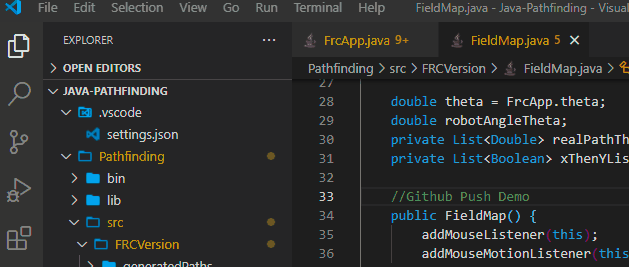 File Edit Selection View Go Run ··· FieldMap.java - Java-Pathfinding - Visual
EXPLORER ···
OPEN EDITORS
JAVA-PATHFINDING
.vscode
settings.json
Pathfinding
bin
lib
src
FRCVersion
generatedPaths
FrcApp.java 9+ FieldMap.java 5
Pathfinding > src > FRCVersion > FieldMap.java >
27
28 double theta = FrcApp.theta;
29 double robotAngleTheta;
30 private List<Double> realPathTh
31 private List<Boolean> xThenYLis
32
33 //Github Push Demo
34 public FieldMap() {
35 addMouseListener(this);
36 addMouseMotionListener(this